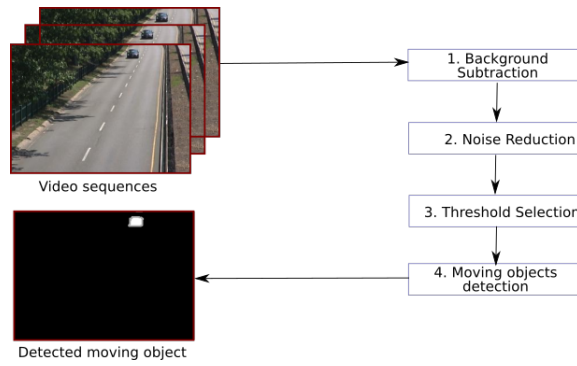 1. Background
Subtraction
2. Noise Reduction
Video sequences
3. Threshold Selection
4. Moving objects
detection
Detected moving object